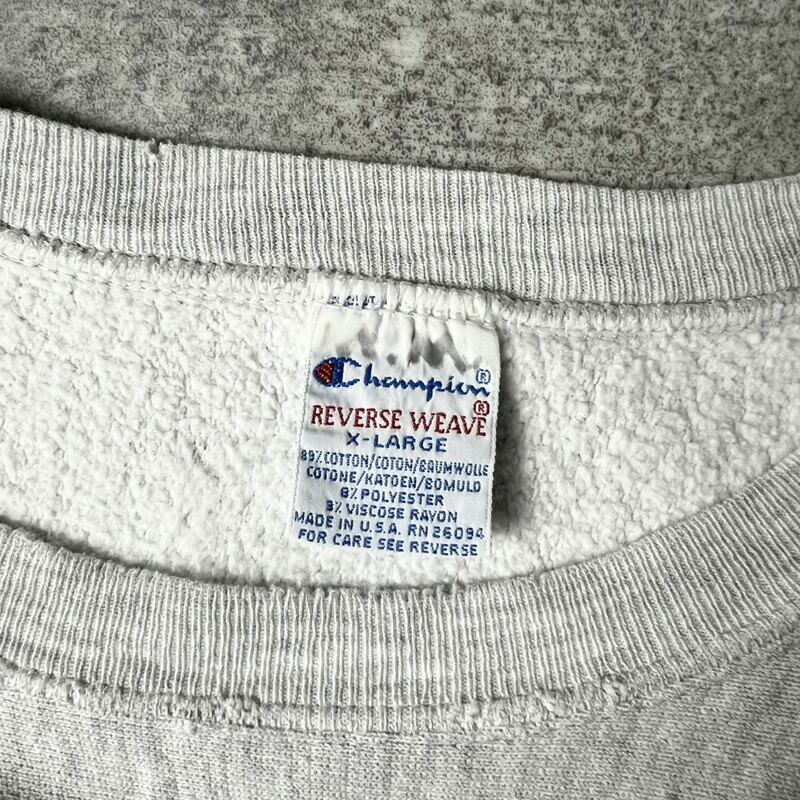 Champion®
REVERSE WEAVE®
X-LARGE
89% COTTON/COTON/BAUMWOLLE
COTONE/KATOEN/BOMULD
8% POLYESTER
3% VISCOSE RAYON
MADE IN U.S.A. RN 26094
FOR CARE SEE REVERSE